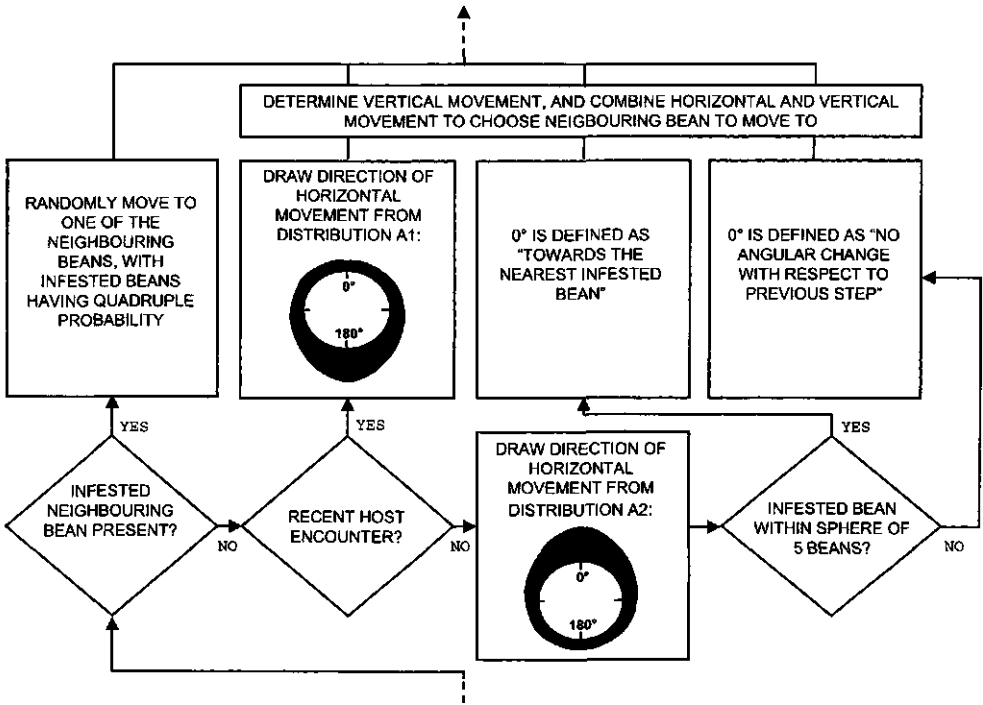 DETERMINE VERTICAL MOVEMENT, AND COMBINE HORIZONTAL AND VERTICAL
MOVEMENT TO CHOOSE NEIGBOURING BEAN TO MOVE TO
RANDOMLY MOVE TO
ONE OF THE
NEIGHBOURING
BEANS, WITH
INFESTED BEANS
HAVING QUADRUPLE
PROBABILITY
DRAW DIRECTION OF
HORIZONTAL
MOVEMENT FROM
DISTRIBUTION A1:
0°
180°
0° IS DEFINED AS
"TOWARDS THE
NEAREST INFESTED
BEAN"
0° IS DEFINED AS "NO
ANGULAR CHANGE
WITH RESPECT TO
PREVIOUS STEP"
YES
YES
YES
INFESTED
NEIGHBOURING
BEAN PRESENT?
NO
RECENT HOST
ENCOUNTER?
NO
DRAW DIRECTION OF
HORIZONTAL
MOVEMENT FROM
DISTRIBUTION A2:
0°
180°
INFESTED BEAN
WITHIN SPHERE OF
5 BEANS?
NO